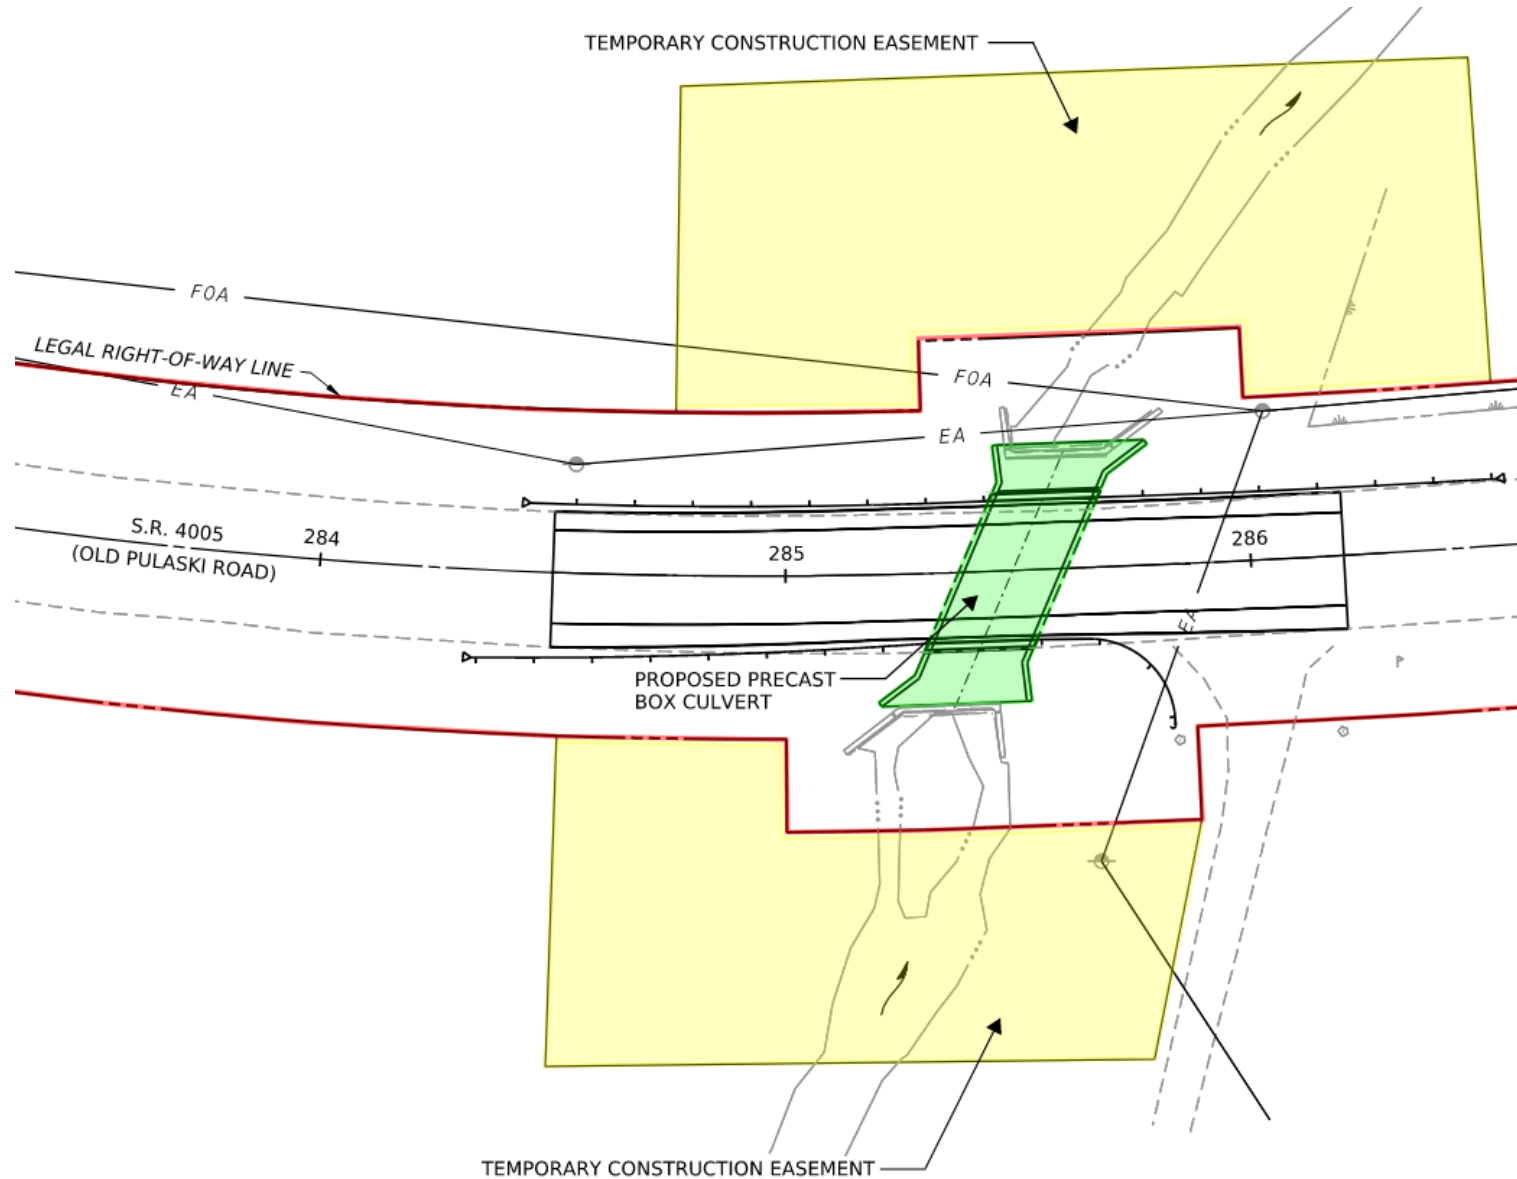 TEMPORARY CONSTRUCTION EASEMENT
FOA
LEGAL RIGHT-OF-WAY LINE
EA
FOA
EA
S.R. 4005
(OLD PULASKI ROAD)
284
285
286
EA
P
PROPOSED PRECAST
BOX CULVERT
TEMPORARY CONSTRUCTION EASEMENT